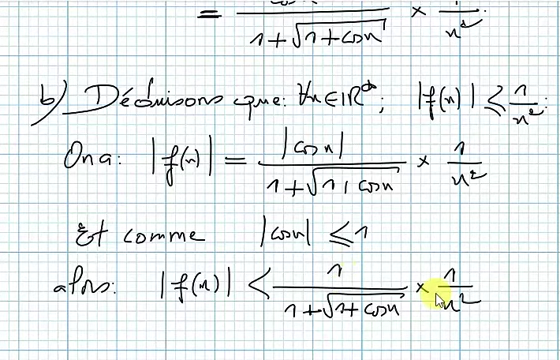 = cos x / (1+√(1+cos x)) × 1/x².
b) Déduisons que: ∀x∈ℝ*; |f(x)| ≤ 1/x².
On a: |f(x)| = |cos x| / (1+√(1+cos x)) × 1/x²
Et comme |cos x| ≤ 1
alors: |f(x)| < 1 / (1+√(1+cos x)) × 1/x²